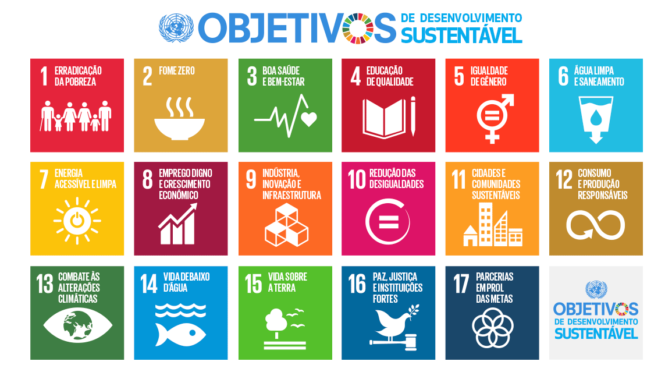 OBJETIVOS
DE DESENVOLVIMENTO
SUSTENTÁVEL
1 ERRADICAÇÃO
DA POBREZA
2 FOME ZERO
3 BOA SAÚDE
E BEM-ESTAR
4 EDUCAÇÃO
DE QUALIDADE
5 IGUALDADE
DE GÊNERO
6 ÁGUA LIMPA
E SANEAMENTO
7 ENERGIA
ACESSÍVEL E LIMPA
8 EMPREGO DIGNO
E CRESCIMENTO
ECONÔMICO
9 INDÚSTRIA,
INOVAÇÃO E
INFRAESTRUTURA
10 REDUÇÃO DAS
DESIGUALDADES
11 CIDADES E
COMUNIDADES
SUSTENTÁVEIS
12 CONSUMO
E PRODUÇÃO
RESPONSÁVEIS
13 COMBATE ÀS
ALTERAÇÕES
CLIMÁTICAS
14 VIDA DEBAIXO
D'ÁGUA
15 VIDA SOBRE
A TERRA
16 PAZ, JUSTIÇA
E INSTITUIÇÕES
FORTES
17 PARCERIAS
EM PROL
DAS METAS
OBJETIVOS
DE DESENVOLVIMENTO
SUSTENTÁVEL